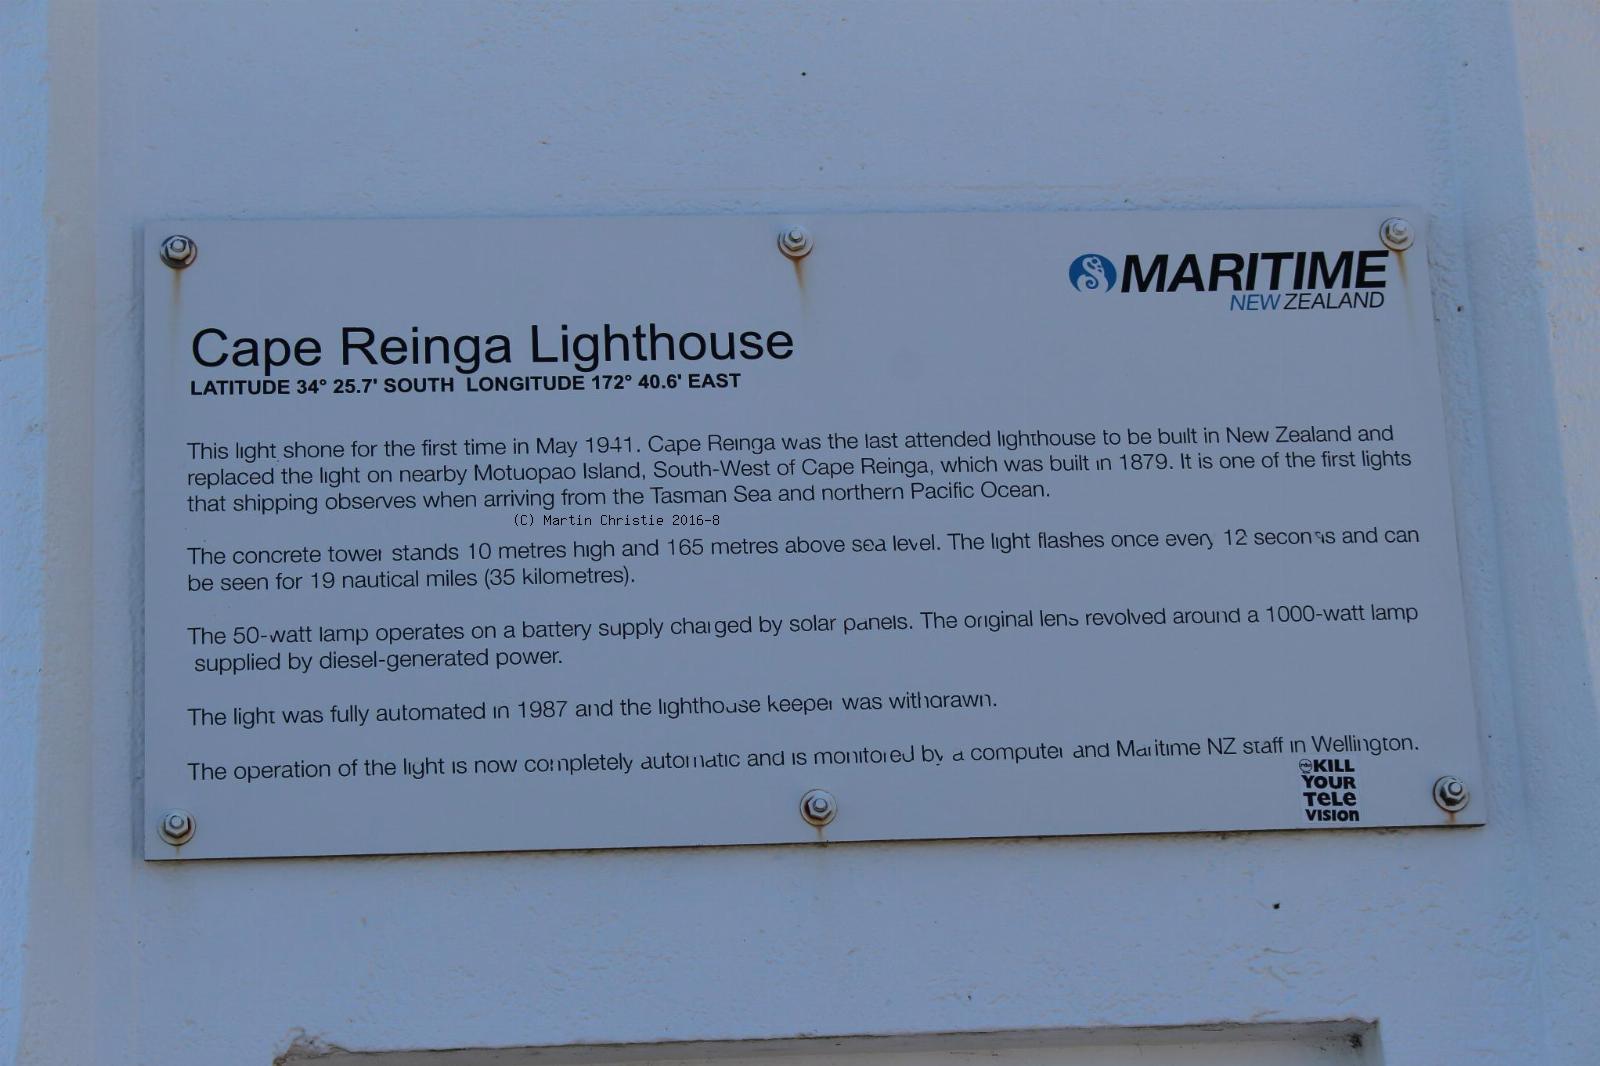 MARITIME
NEW ZEALAND
Cape Reinga Lighthouse
LATITUDE 34° 25.7' SOUTH LONGITUDE 172° 40.6' EAST
This light shone for the first time in May 1941. Cape Reinga was the last attended lighthouse to be built in New Zealand and
replaced the light on nearby Motuopao Island, South-West of Cape Reinga, which was built in 1879. It is one of the first lights
that shipping observes when arriving from the Tasman Sea and northern Pacific Ocean.
(C) Martin Christie 2016-8
The concrete tower stands 10 metres high and 165 metres above sea level. The light flashes once every 12 seconds and can
be seen for 19 nautical miles (35 kilometres).
The 50-watt lamp operates on a battery supply charged by solar panels. The original lens revolved around a 1000-watt lamp
supplied by diesel-generated power.
The light was fully automated in 1987 and the lighthouse keeper was withdrawn.
The operation of the light is now completely automatic and is monitored by a computer and Maritime NZ staff in Wellington.
KILL
YOUR
TeLe
VISION